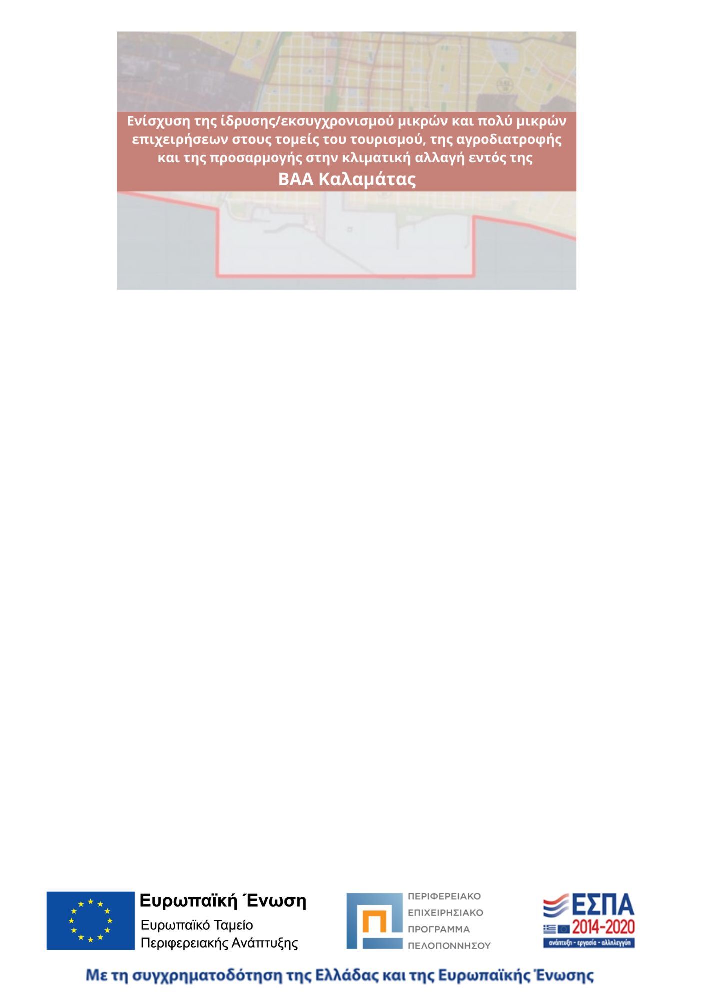 Ενίσχυση της ίδρυσης/εκσυγχρονισμού μικρών και πολύ μικρών
επιχειρήσεων στους τομείς του τουρισμού, της αγροδιατροφής
και της προσαρμογής στην κλιματική αλλαγή εντός της
ΒΑΑ Καλαμάτας
Ευρωπαϊκή Ένωση
Ευρωπαϊκό Ταμείο
Περιφερειακής Ανάπτυξης
ΠΕΡΙΦΕΡΕΙΑΚΟ
ΕΠΙΧΕΙΡΗΣΙΑΚΟ
ΠΡΟΓΡΑΜΜΑ
ΠΕΛΟΠΟΝΝΗΣΟΥ
ΕΣΠΑ
2014-2020
ανάπτυξη - εργασία - αλληλεγγύη
Με τη συγχρηματοδότηση της Ελλάδας και της Ευρωπαϊκής Ένωσης